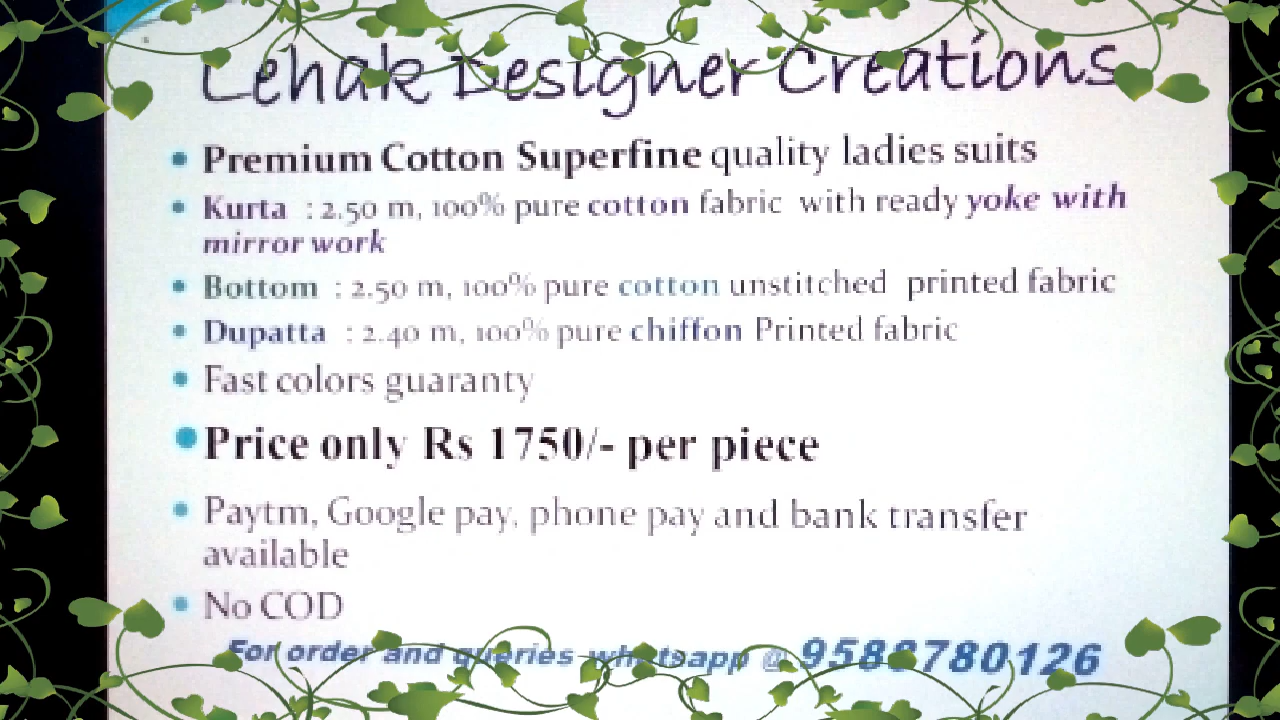 Lehak Designer Creations
• Premium Cotton Superfine quality ladies suits
• Kurta : 2.50 m, 100% pure cotton fabric with ready yoke with
mirror work
• Bottom : 2.50 m, 100% pure cotton unstitched printed fabric
• Dupatta : 2.40 m, 100% pure chiffon Printed fabric
• Fast colors guaranty
• Price only Rs 1750/- per piece
• Paytm, Google pay, phone pay and bank transfer
available
• No COD
For order and queries whatsapp @